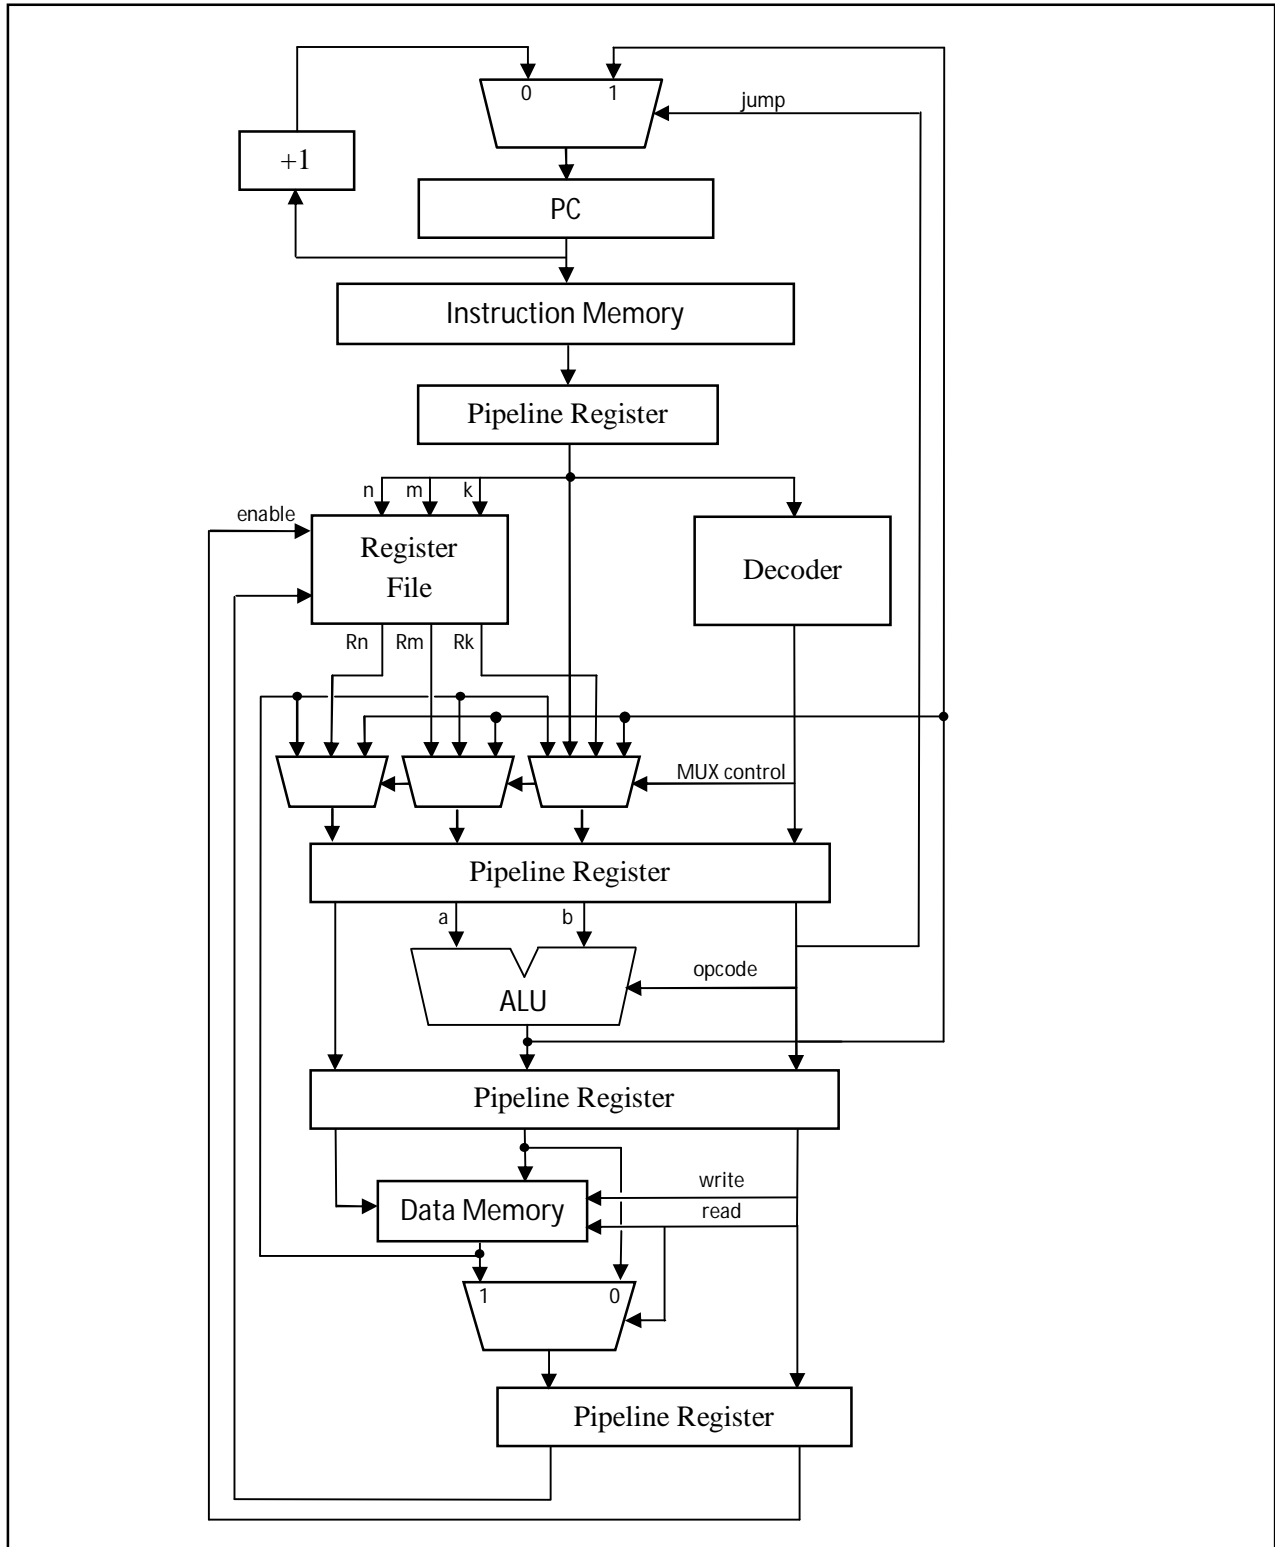 0 1
jump
+1
PC
Instruction Memory
Pipeline Register
n m k
enable
Register
File
Decoder
Rn Rm Rk
MUX control
Pipeline Register
a b
opcode
ALU
Pipeline Register
write
Data Memory
read
1 0
Pipeline Register